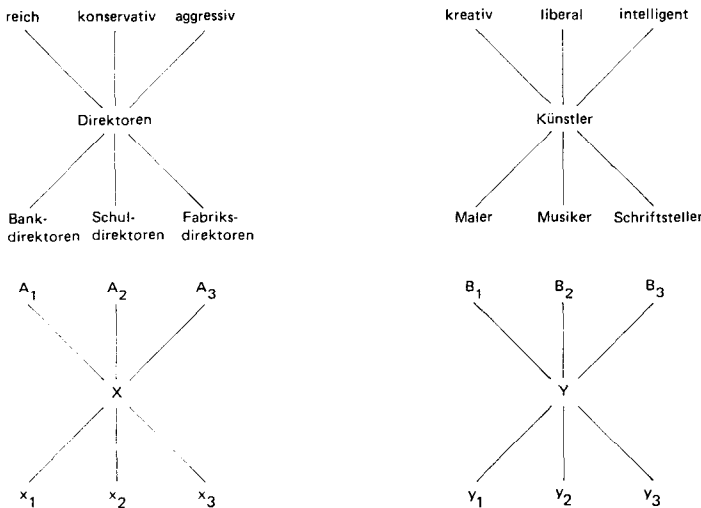 reich konservativ aggressiv
Direktoren
Bank-
direktoren
Schul-
direktoren
Fabriks-
direktoren
kreativ liberal intelligent
Künstler
Maler Musiker Schriftsteller
A1 A2 A3
X
x1 x2 x3
B1 B2 B3
Y
y1 y2 y3